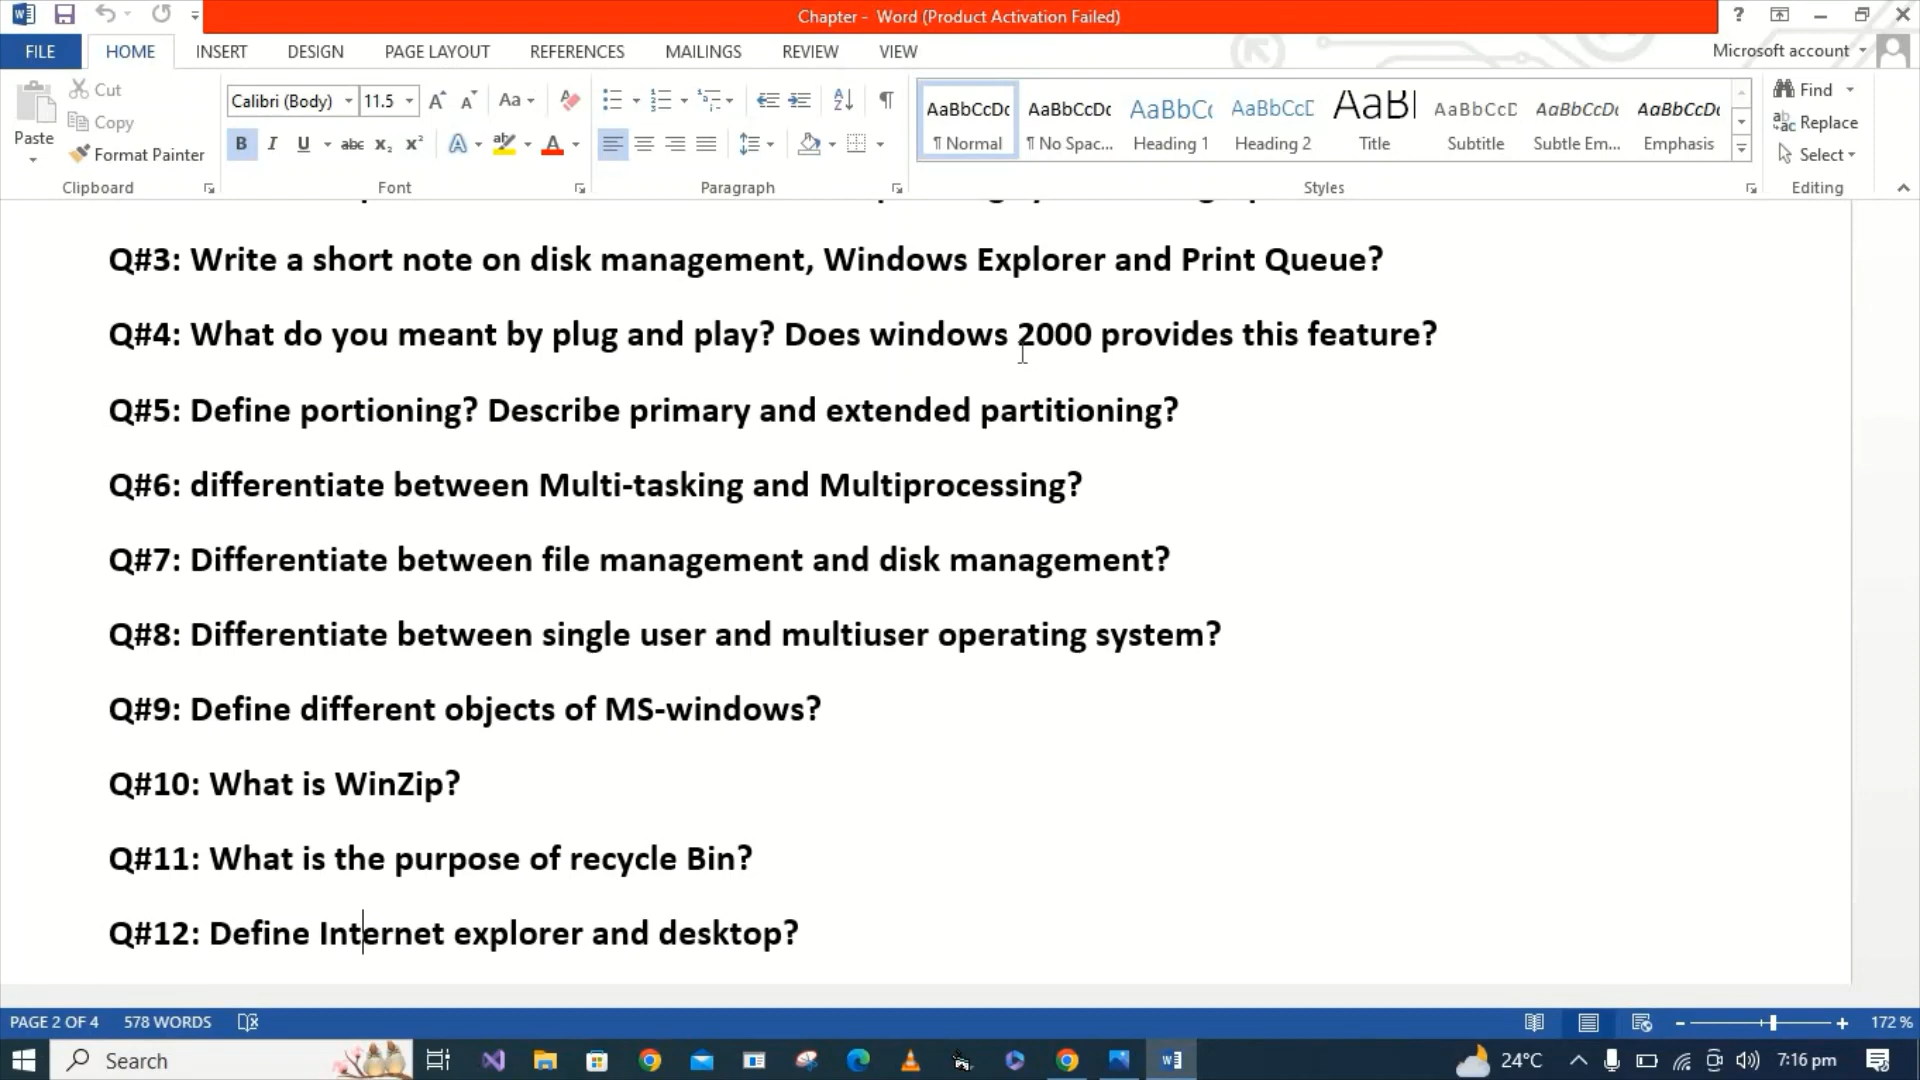 Chapter - Word (Product Activation Failed)
FILE HOME INSERT DESIGN PAGE LAYOUT REFERENCES MAILINGS REVIEW VIEW Microsoft account
Paste
Cut
Copy
Format Painter
Clipboard
Calibri (Body) 11.5 Aa
B I U abc x₂ x² A A
Font
Paragraph
AaBbCcDc AaBbCcDc AaBbC AaBbCcE AaB AaBbCcD AaBbCcDc AaBbCcDc
¶ Normal ¶ No Spac... Heading 1 Heading 2 Title Subtitle Subtle Em... Emphasis
Styles
Find
Replace
Select
Editing
Q#3: Write a short note on disk management, Windows Explorer and Print Queue?
Q#4: What do you meant by plug and play? Does windows 2000 provides this feature?
Q#5: Define portioning? Describe primary and extended partitioning?
Q#6: differentiate between Multi-tasking and Multiprocessing?
Q#7: Differentiate between file management and disk management?
Q#8: Differentiate between single user and multiuser operating system?
Q#9: Define different objects of MS-windows?
Q#10: What is WinZip?
Q#11: What is the purpose of recycle Bin?
Q#12: Define Internet explorer and desktop?
PAGE 2 OF 4 578 WORDS 172 %
Search 24°C 7:16 pm